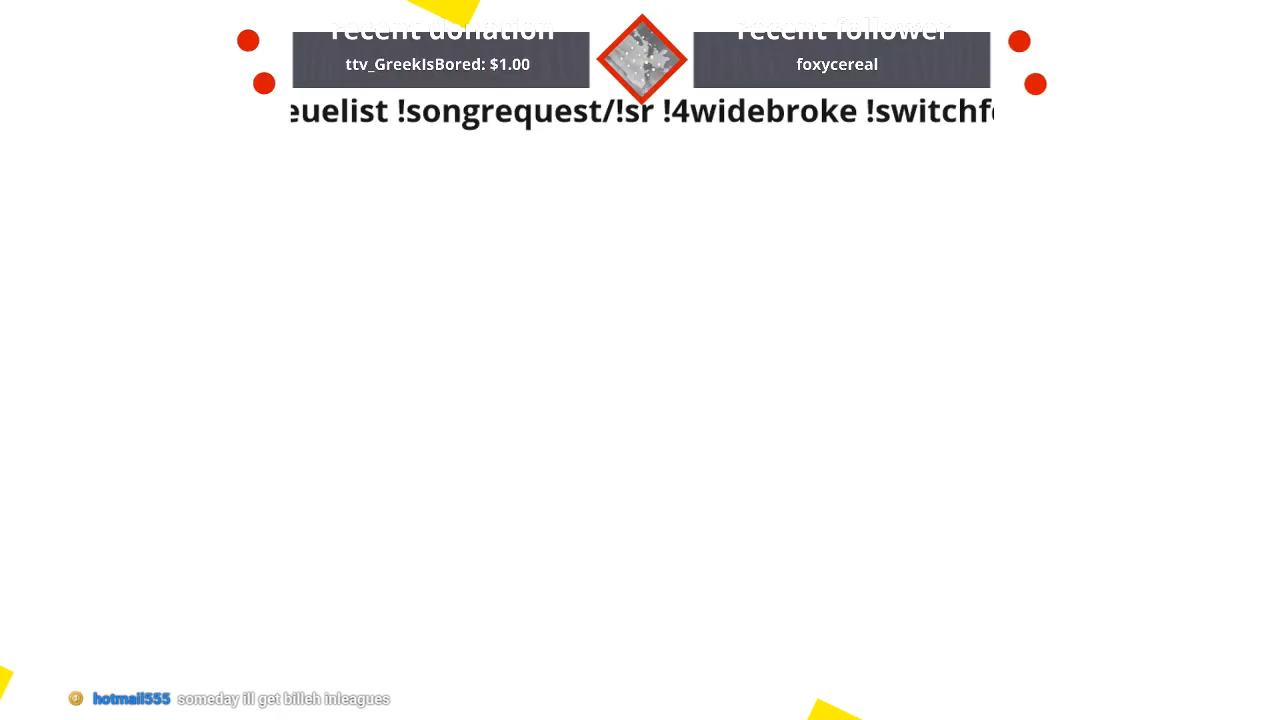 recent donation
recent follower
ttv_GreekIsBored: $1.00
foxycereal
euelist !songrequest/!sr !4widebroke !switchf
hotmail555 someday ill get billeh inleagues